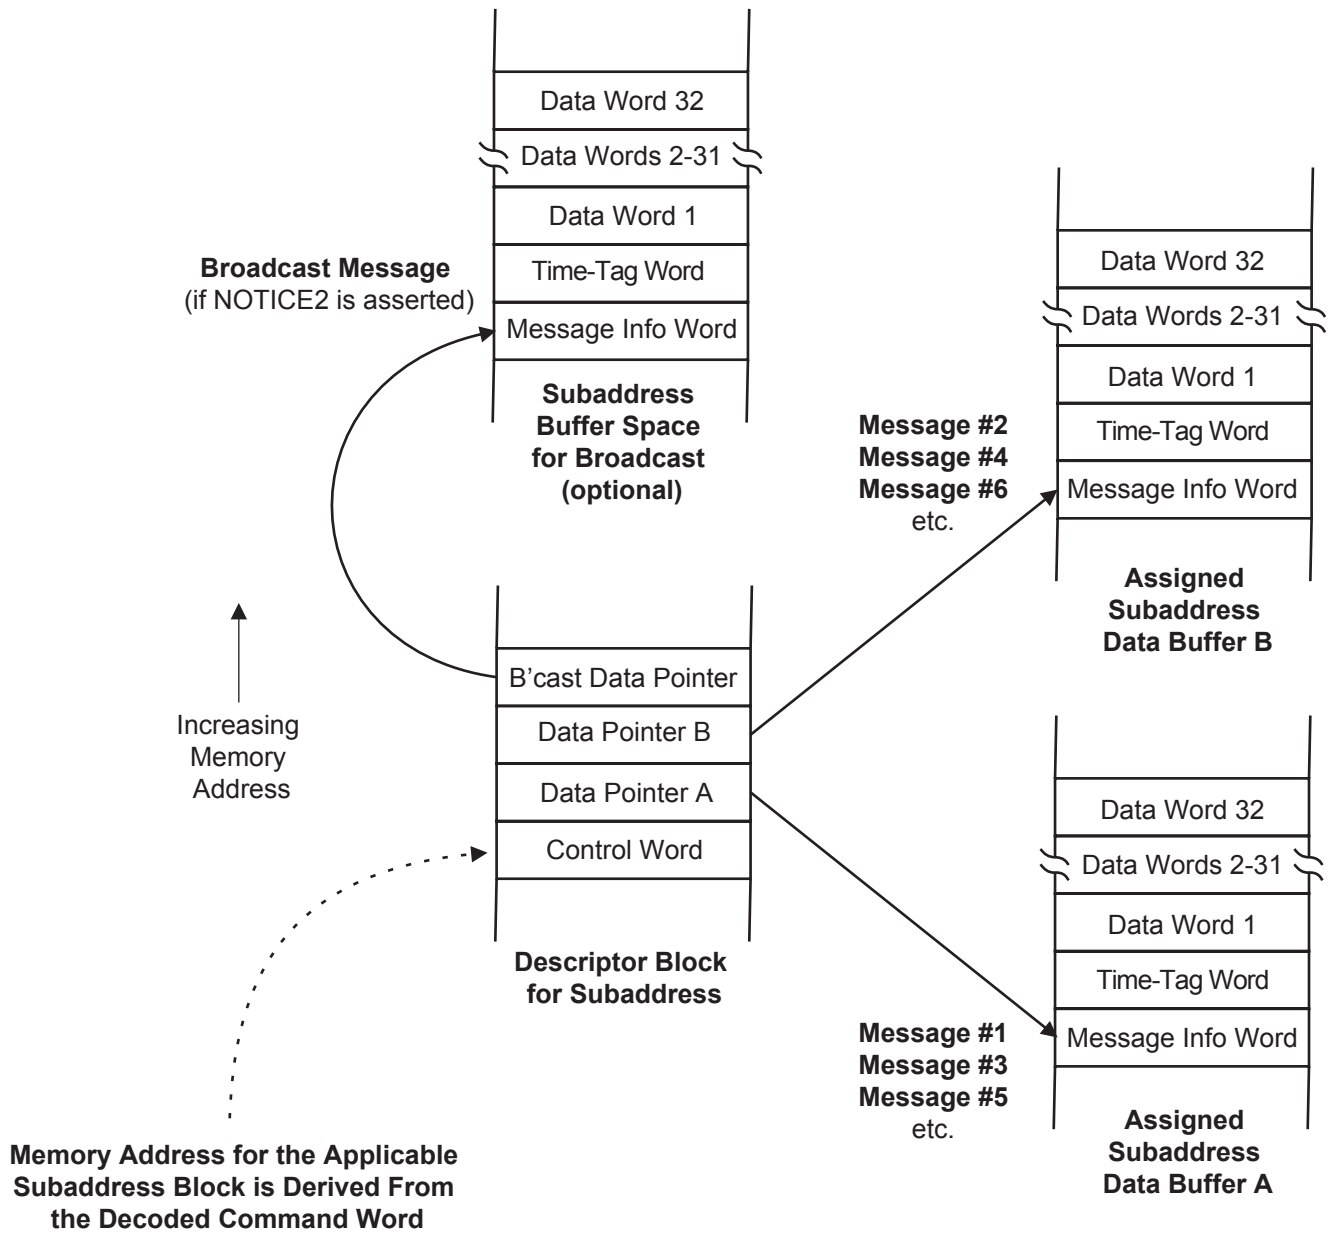 Data Word 32
Data Words 2-31
Data Word 1
Time-Tag Word
Message Info Word
Broadcast Message
(if NOTICE2 is asserted)
Subaddress
Buffer Space
for Broadcast
(optional)
Data Word 32
Data Words 2-31
Data Word 1
Time-Tag Word
Message Info Word
Message #2
Message #4
Message #6
etc.
Assigned
Subaddress
Data Buffer B
B'cast Data Pointer
Data Pointer B
Data Pointer A
Control Word
Increasing
Memory
Address
Descriptor Block
for Subaddress
Data Word 32
Data Words 2-31
Data Word 1
Time-Tag Word
Message Info Word
Message #1
Message #3
Message #5
etc.
Assigned
Subaddress
Data Buffer A
Memory Address for the Applicable
Subaddress Block is Derived From
the Decoded Command Word